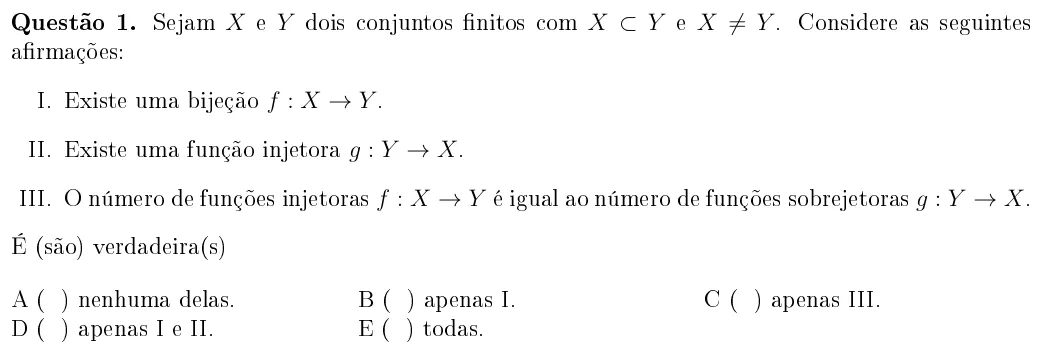 Questão 1. Sejam X e Y dois conjuntos finitos com X ⊂ Y e X ≠ Y. Considere as seguintes
afirmações:
I. Existe uma bijeção f : X → Y.
II. Existe uma função injetora g : Y → X.
III. O número de funções injetoras f : X → Y é igual ao número de funções sobrejetoras g : Y → X.
É (são) verdadeira(s)
A ( ) nenhuma delas. B ( ) apenas I. C ( ) apenas III.
D ( ) apenas I e II. E ( ) todas.